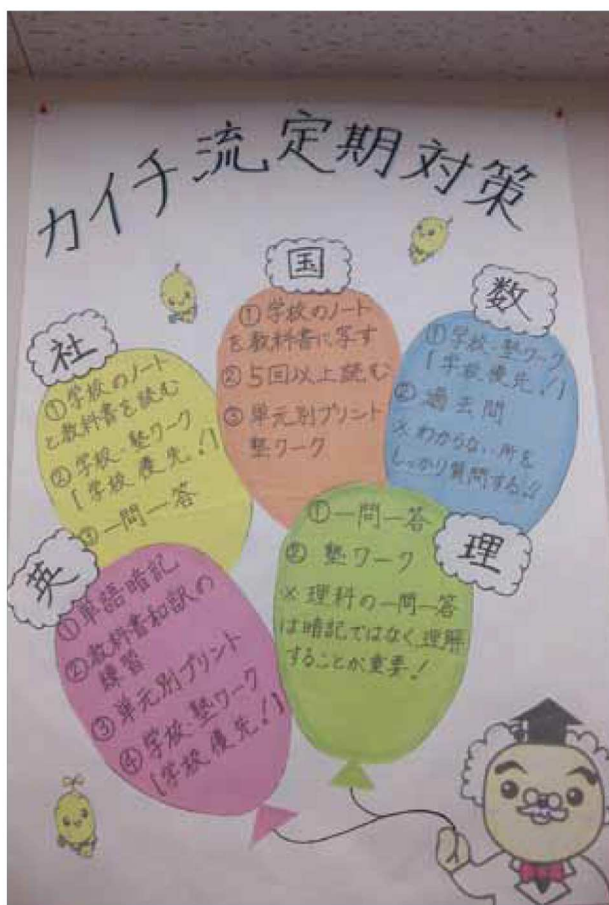 カイチ流定期対策
国
①学校のノート
を教科書に写す
②5回以上読む
③単元別プリント
塾ワーク
数
①学校・塾ワーク
[学校優先!]
②過去問
※わからない所を
しっかり質問する!!
社
①学校のノート
と教科書を読む
②学校・塾ワーク
[学校優先!]
③一問一答
英
①単語暗記
②教科書和訳の
練習
③単元別プリント
④学校・塾ワーク
[学校優先!]
理
①一問一答
②塾ワーク
※理科の一問一答
は暗記ではなく理解
することが重要!